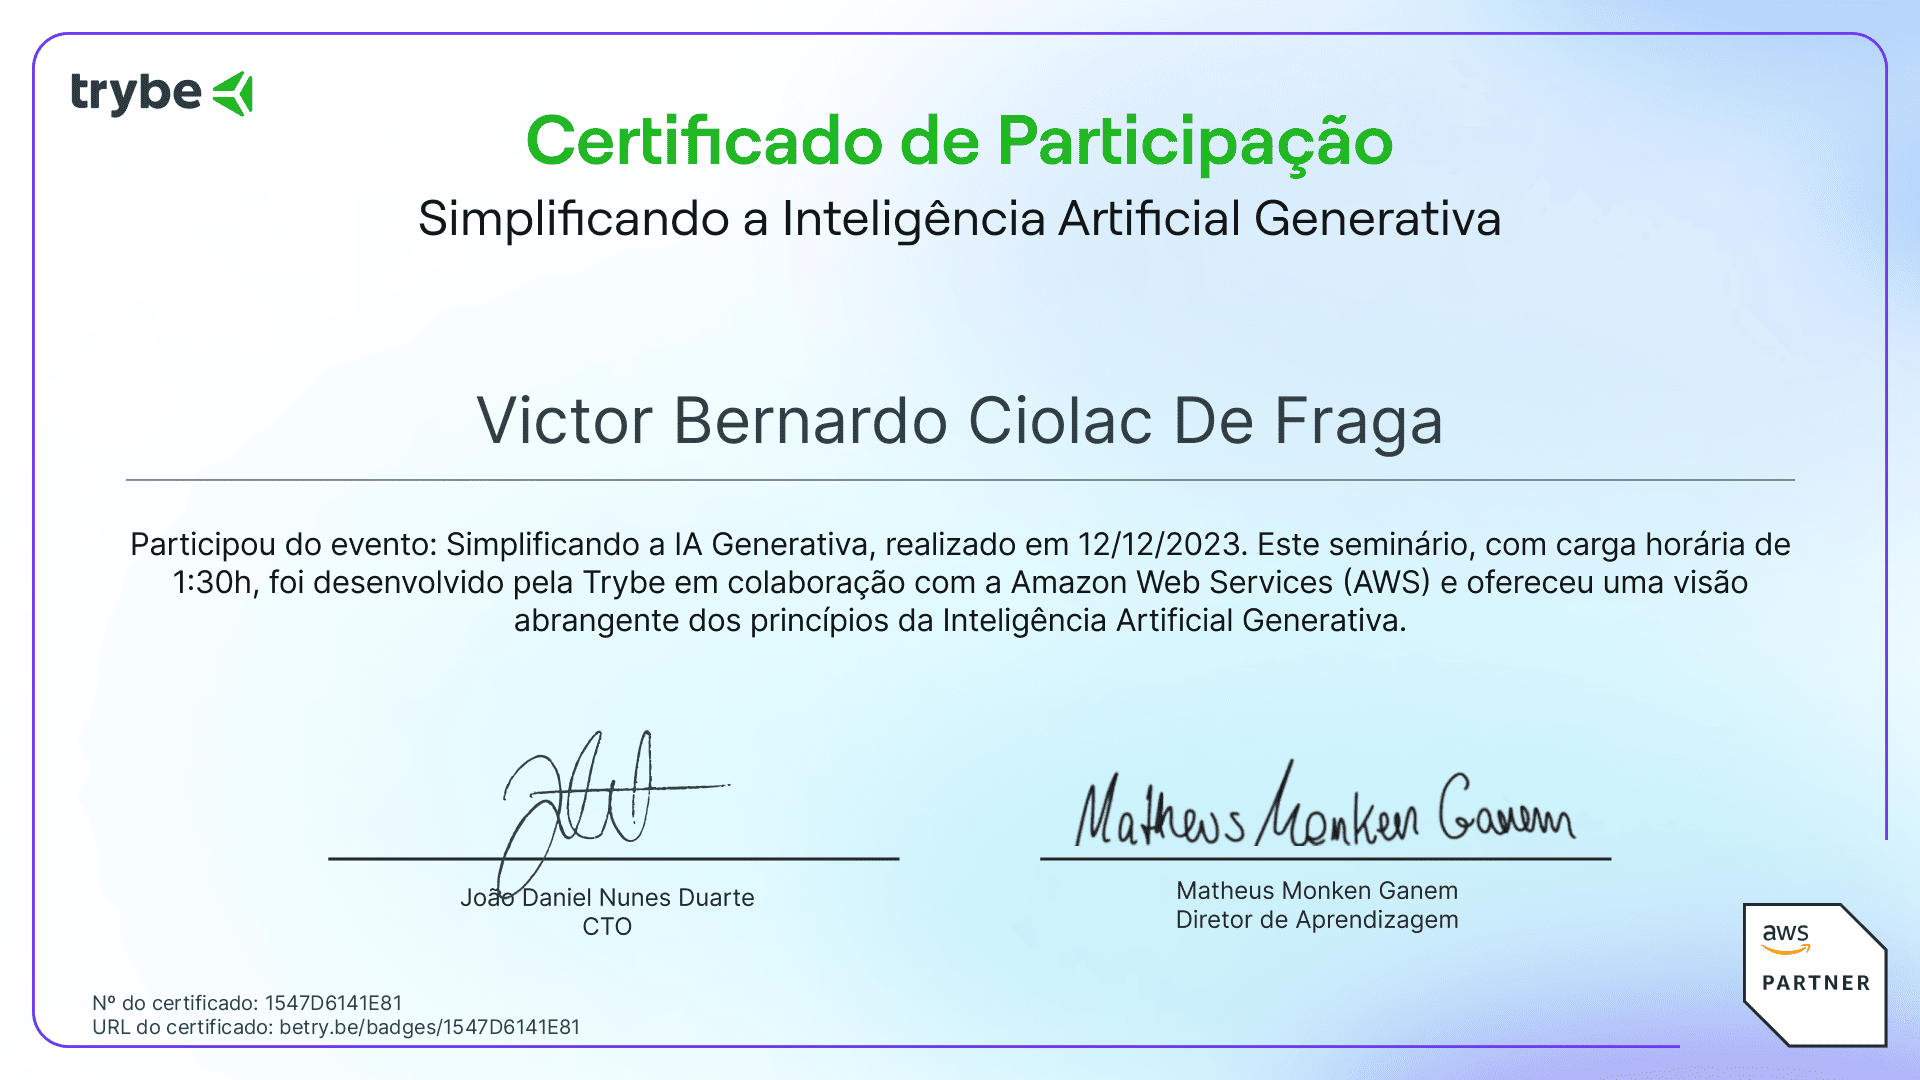 trybe
Certificado de Participação
Simplificando a Inteligência Artificial Generativa
Victor Bernardo Ciolac De Fraga
Participou do evento: Simplificando a IA Generativa, realizado em 12/12/2023. Este seminário, com carga horária de
1:30h, foi desenvolvido pela Trybe em colaboração com a Amazon Web Services (AWS) e ofereceu uma visão
abrangente dos princípios da Inteligência Artificial Generativa.
Matheus Monken Ganem
João Daniel Nunes Duarte
CTO
Matheus Monken Ganem
Diretor de Aprendizagem
aws
PARTNER
Nº do certificado: 1547D6141E81
URL do certificado: betry.be/badges/1547D6141E81